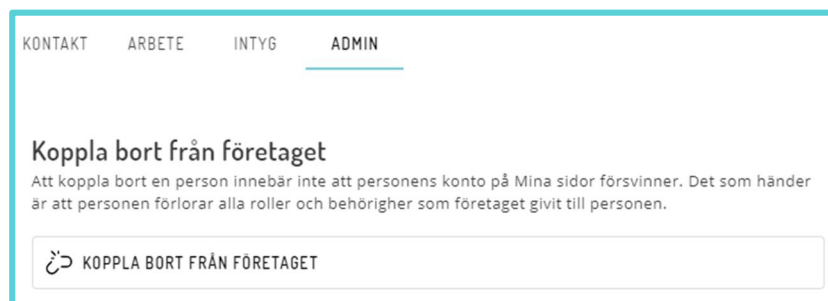 KONTAKT ARBETE INTYG ADMIN
Koppla bort från företaget
Att koppla bort en person innebär inte att personens konto på Mina sidor försvinner. Det som händer
är att personen förlorar alla roller och behörigher som företaget givit till personen.
KOPPLA BORT FRÅN FÖRETAGET